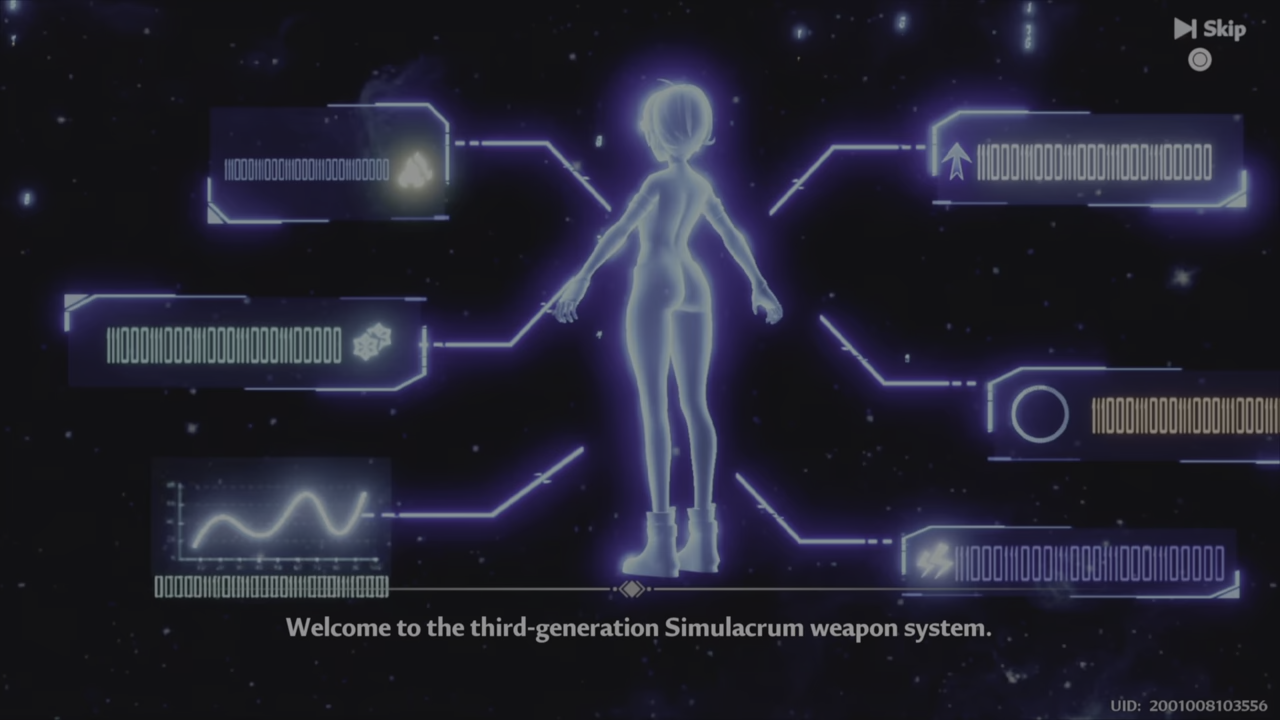 Skip
Welcome to the third-generation Simulacrum weapon system.
UID: 2001008103556